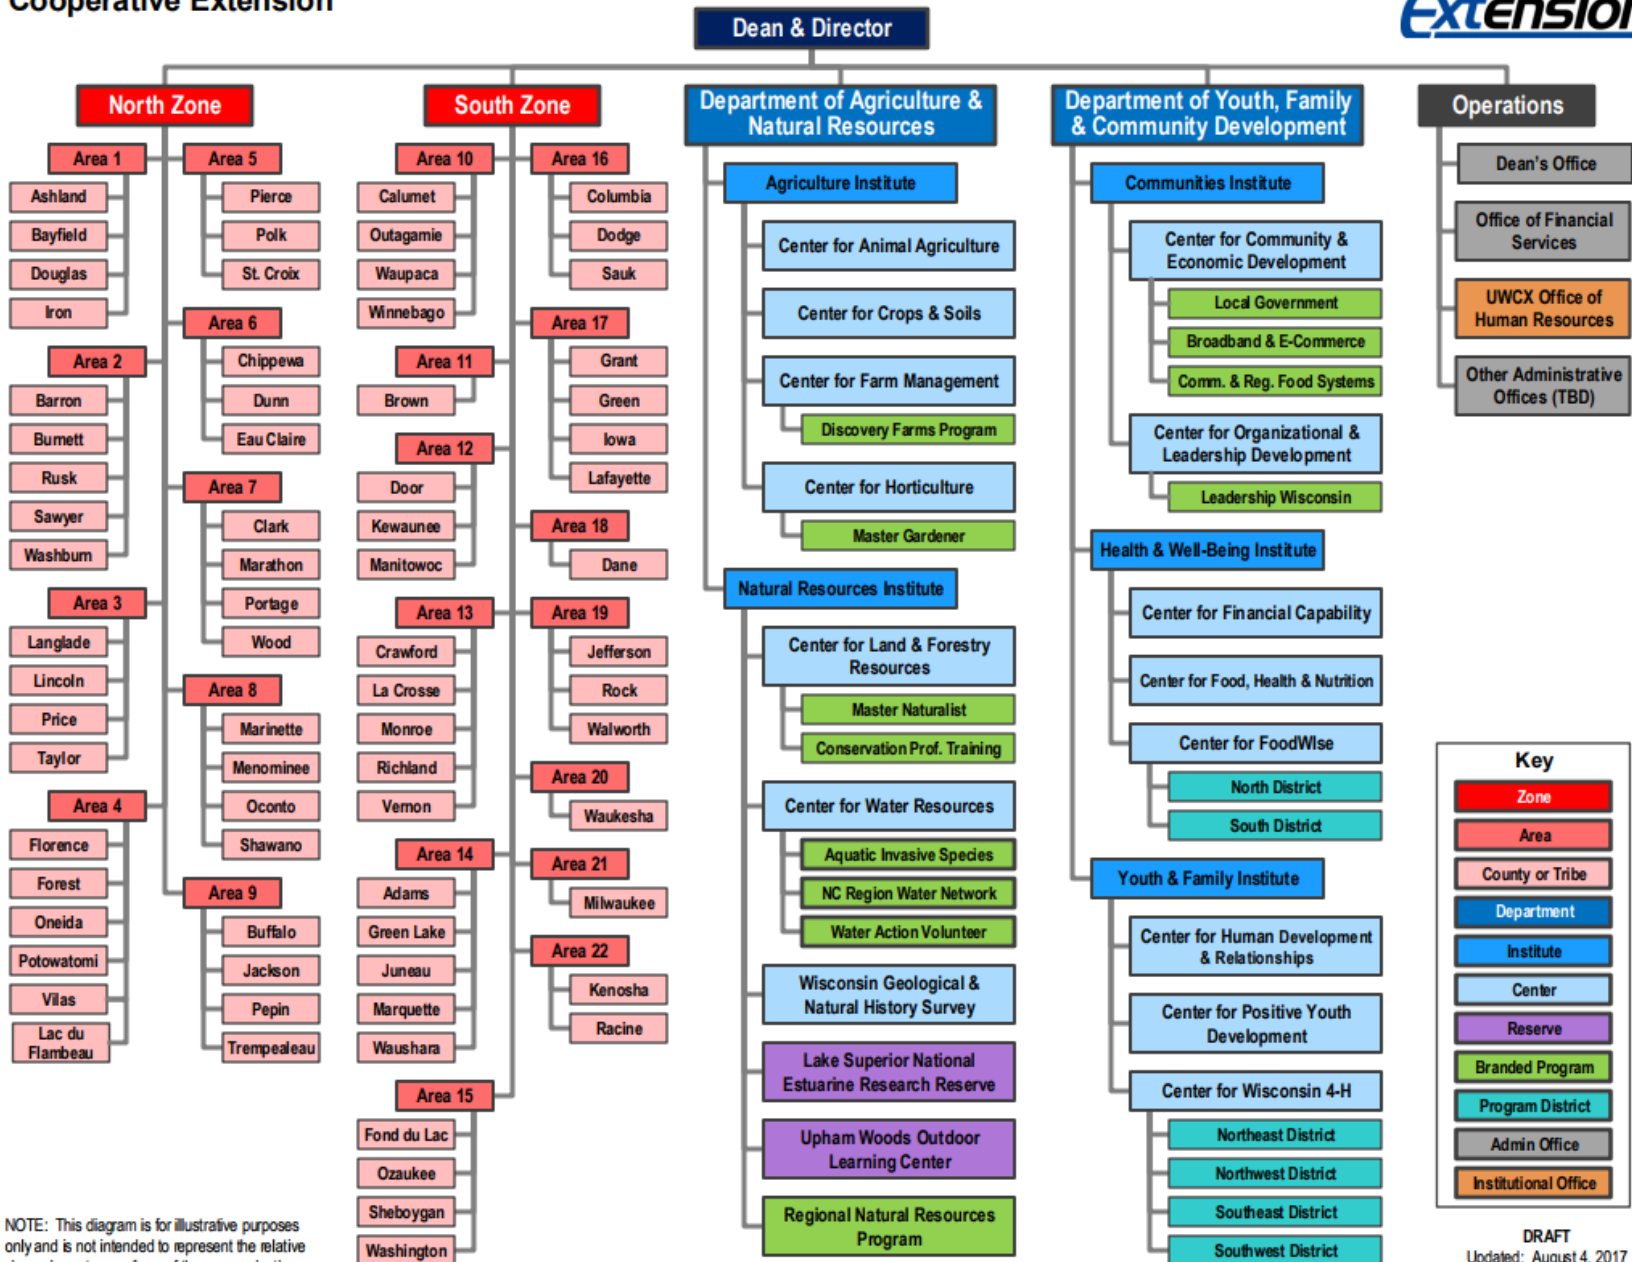 Cooperative Extension
Extension
Dean & Director
North Zone
Area 1
Ashland
Bayfield
Douglas
Iron
Area 2
Barron
Burnett
Rusk
Sawyer
Washburn
Area 3
Langlade
Lincoln
Price
Taylor
Area 4
Florence
Forest
Oneida
Potowatomi
Vilas
Lac du
Flambeau
Area 5
Pierce
Polk
St. Croix
Area 6
Chippewa
Dunn
Eau Claire
Area 7
Clark
Marathon
Portage
Wood
Area 8
Marinette
Menominee
Oconto
Shawano
Area 9
Buffalo
Jackson
Pepin
Trempealeau
South Zone
Area 10
Calumet
Outagamie
Waupaca
Winnebago
Area 11
Brown
Area 12
Door
Kewaunee
Manitowoc
Area 13
Crawford
La Crosse
Monroe
Richland
Vernon
Area 14
Adams
Green Lake
Juneau
Marquette
Waushara
Area 15
Fond du Lac
Ozaukee
Sheboygan
Washington
Area 16
Columbia
Dodge
Sauk
Area 17
Grant
Green
Iowa
Lafayette
Area 18
Dane
Area 19
Jefferson
Rock
Walworth
Area 20
Waukesha
Area 21
Milwaukee
Area 22
Kenosha
Racine
Department of Agriculture &
Natural Resources
Agriculture Institute
Center for Animal Agriculture
Center for Crops & Soils
Center for Farm Management
Discovery Farms Program
Center for Horticulture
Master Gardener
Natural Resources Institute
Center for Land & Forestry
Resources
Master Naturalist
Conservation Prof. Training
Center for Water Resources
Aquatic Invasive Species
NC Region Water Network
Water Action Volunteer
Wisconsin Geological &
Natural History Survey
Lake Superior National
Estuarine Research Reserve
Upham Woods Outdoor
Learning Center
Regional Natural Resources
Program
Department of Youth, Family
& Community Development
Communities Institute
Center for Community &
Economic Development
Local Government
Broadband & E-Commerce
Comm. & Reg. Food Systems
Center for Organizational &
Leadership Development
Leadership Wisconsin
Health & Well-Being Institute
Center for Financial Capability
Center for Food, Health & Nutrition
Center for FoodWIse
North District
South District
Youth & Family Institute
Center for Human Development
& Relationships
Center for Positive Youth
Development
Center for Wisconsin 4-H
Northeast District
Northwest District
Southeast District
Southwest District
Operations
Dean's Office
Office of Financial
Services
UWCX Office of
Human Resources
Other Administrative
Offices (TBD)
Key
Zone
Area
County or Tribe
Department
Institute
Center
Reserve
Branded Program
Program District
Admin Office
Institutional Office
NOTE: This diagram is for illustrative purposes
only and is not intended to represent the relative
DRAFT
Updated: August 4, 2017